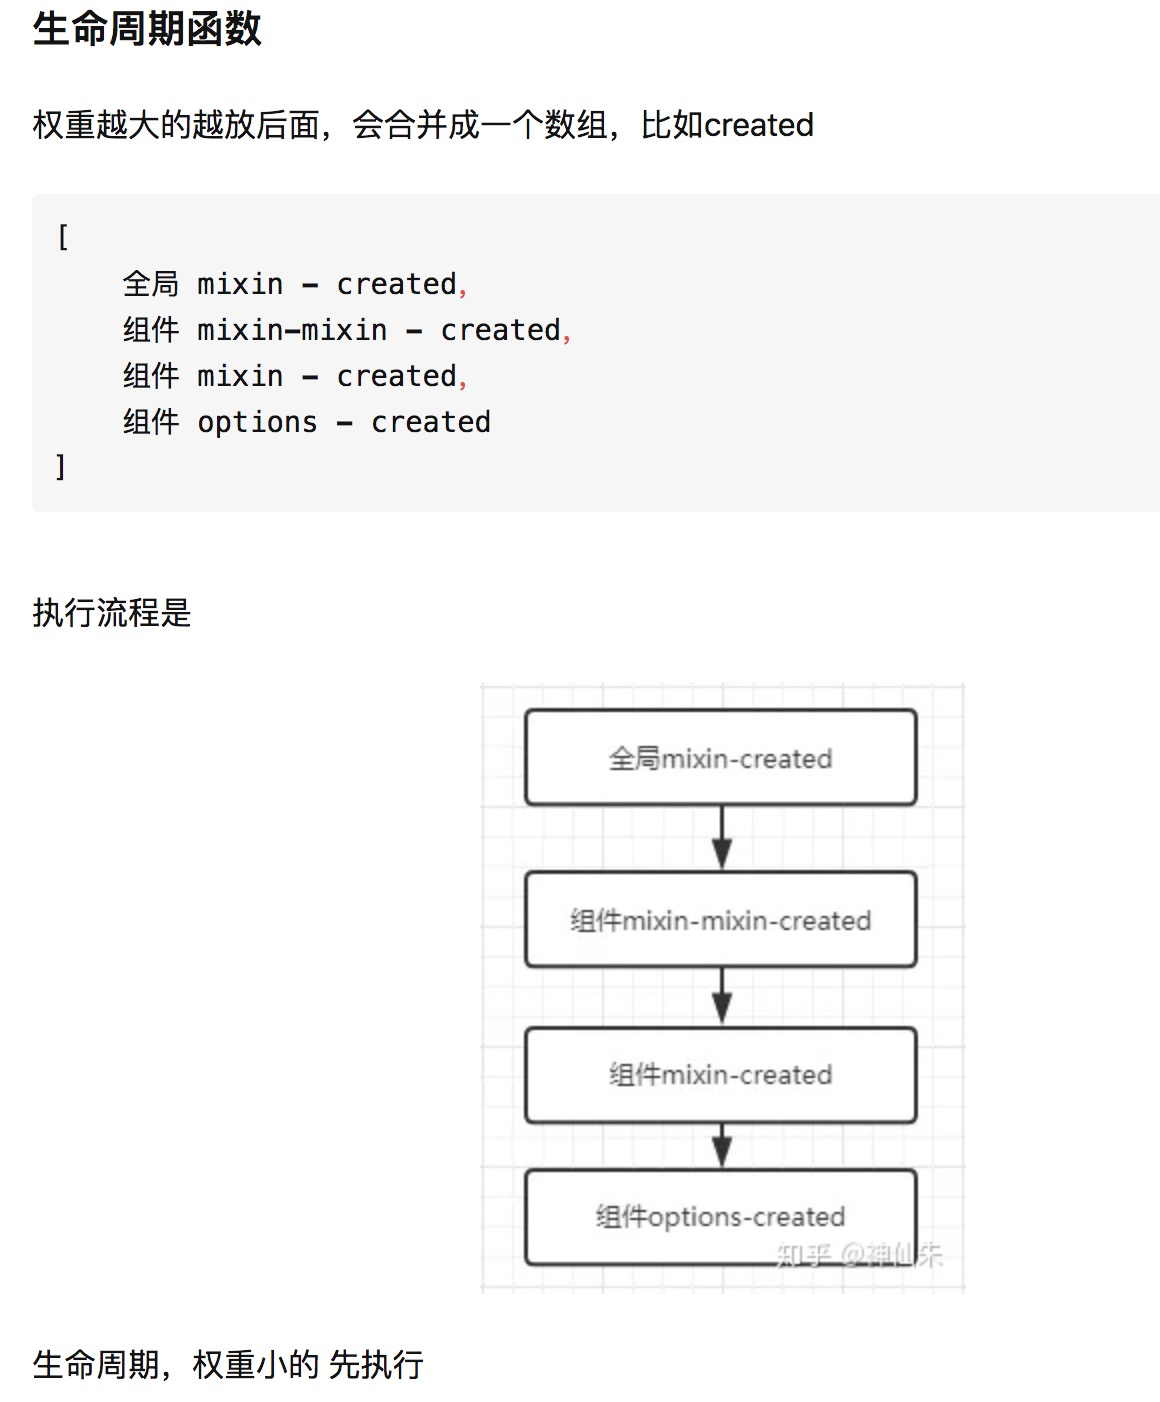 生命周期函数
权重越大的越放后面，会合并成一个数组，比如created
[
全局 mixin - created,
组件 mixin-mixin - created,
组件 mixin - created,
组件 options - created
]
执行流程是
全局mixin-created
组件mixin-mixin-created
组件mixin-created
组件options-created
知乎 @神仙朱
生命周期，权重小的 先执行